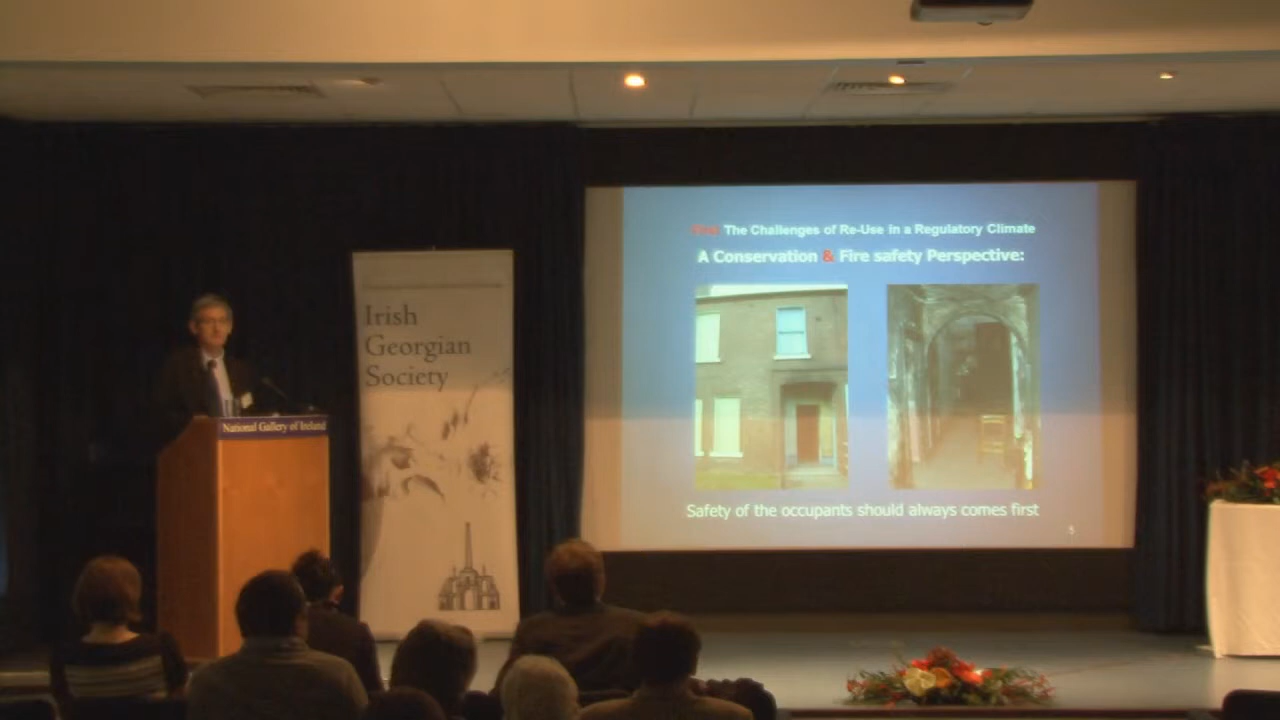 Irish
Georgian
Society
National Gallery of Ireland
The Challenges of Re-Use in a Regulatory Climate
A Conservation & Fire safety Perspective:
Safety of the occupants should always comes first